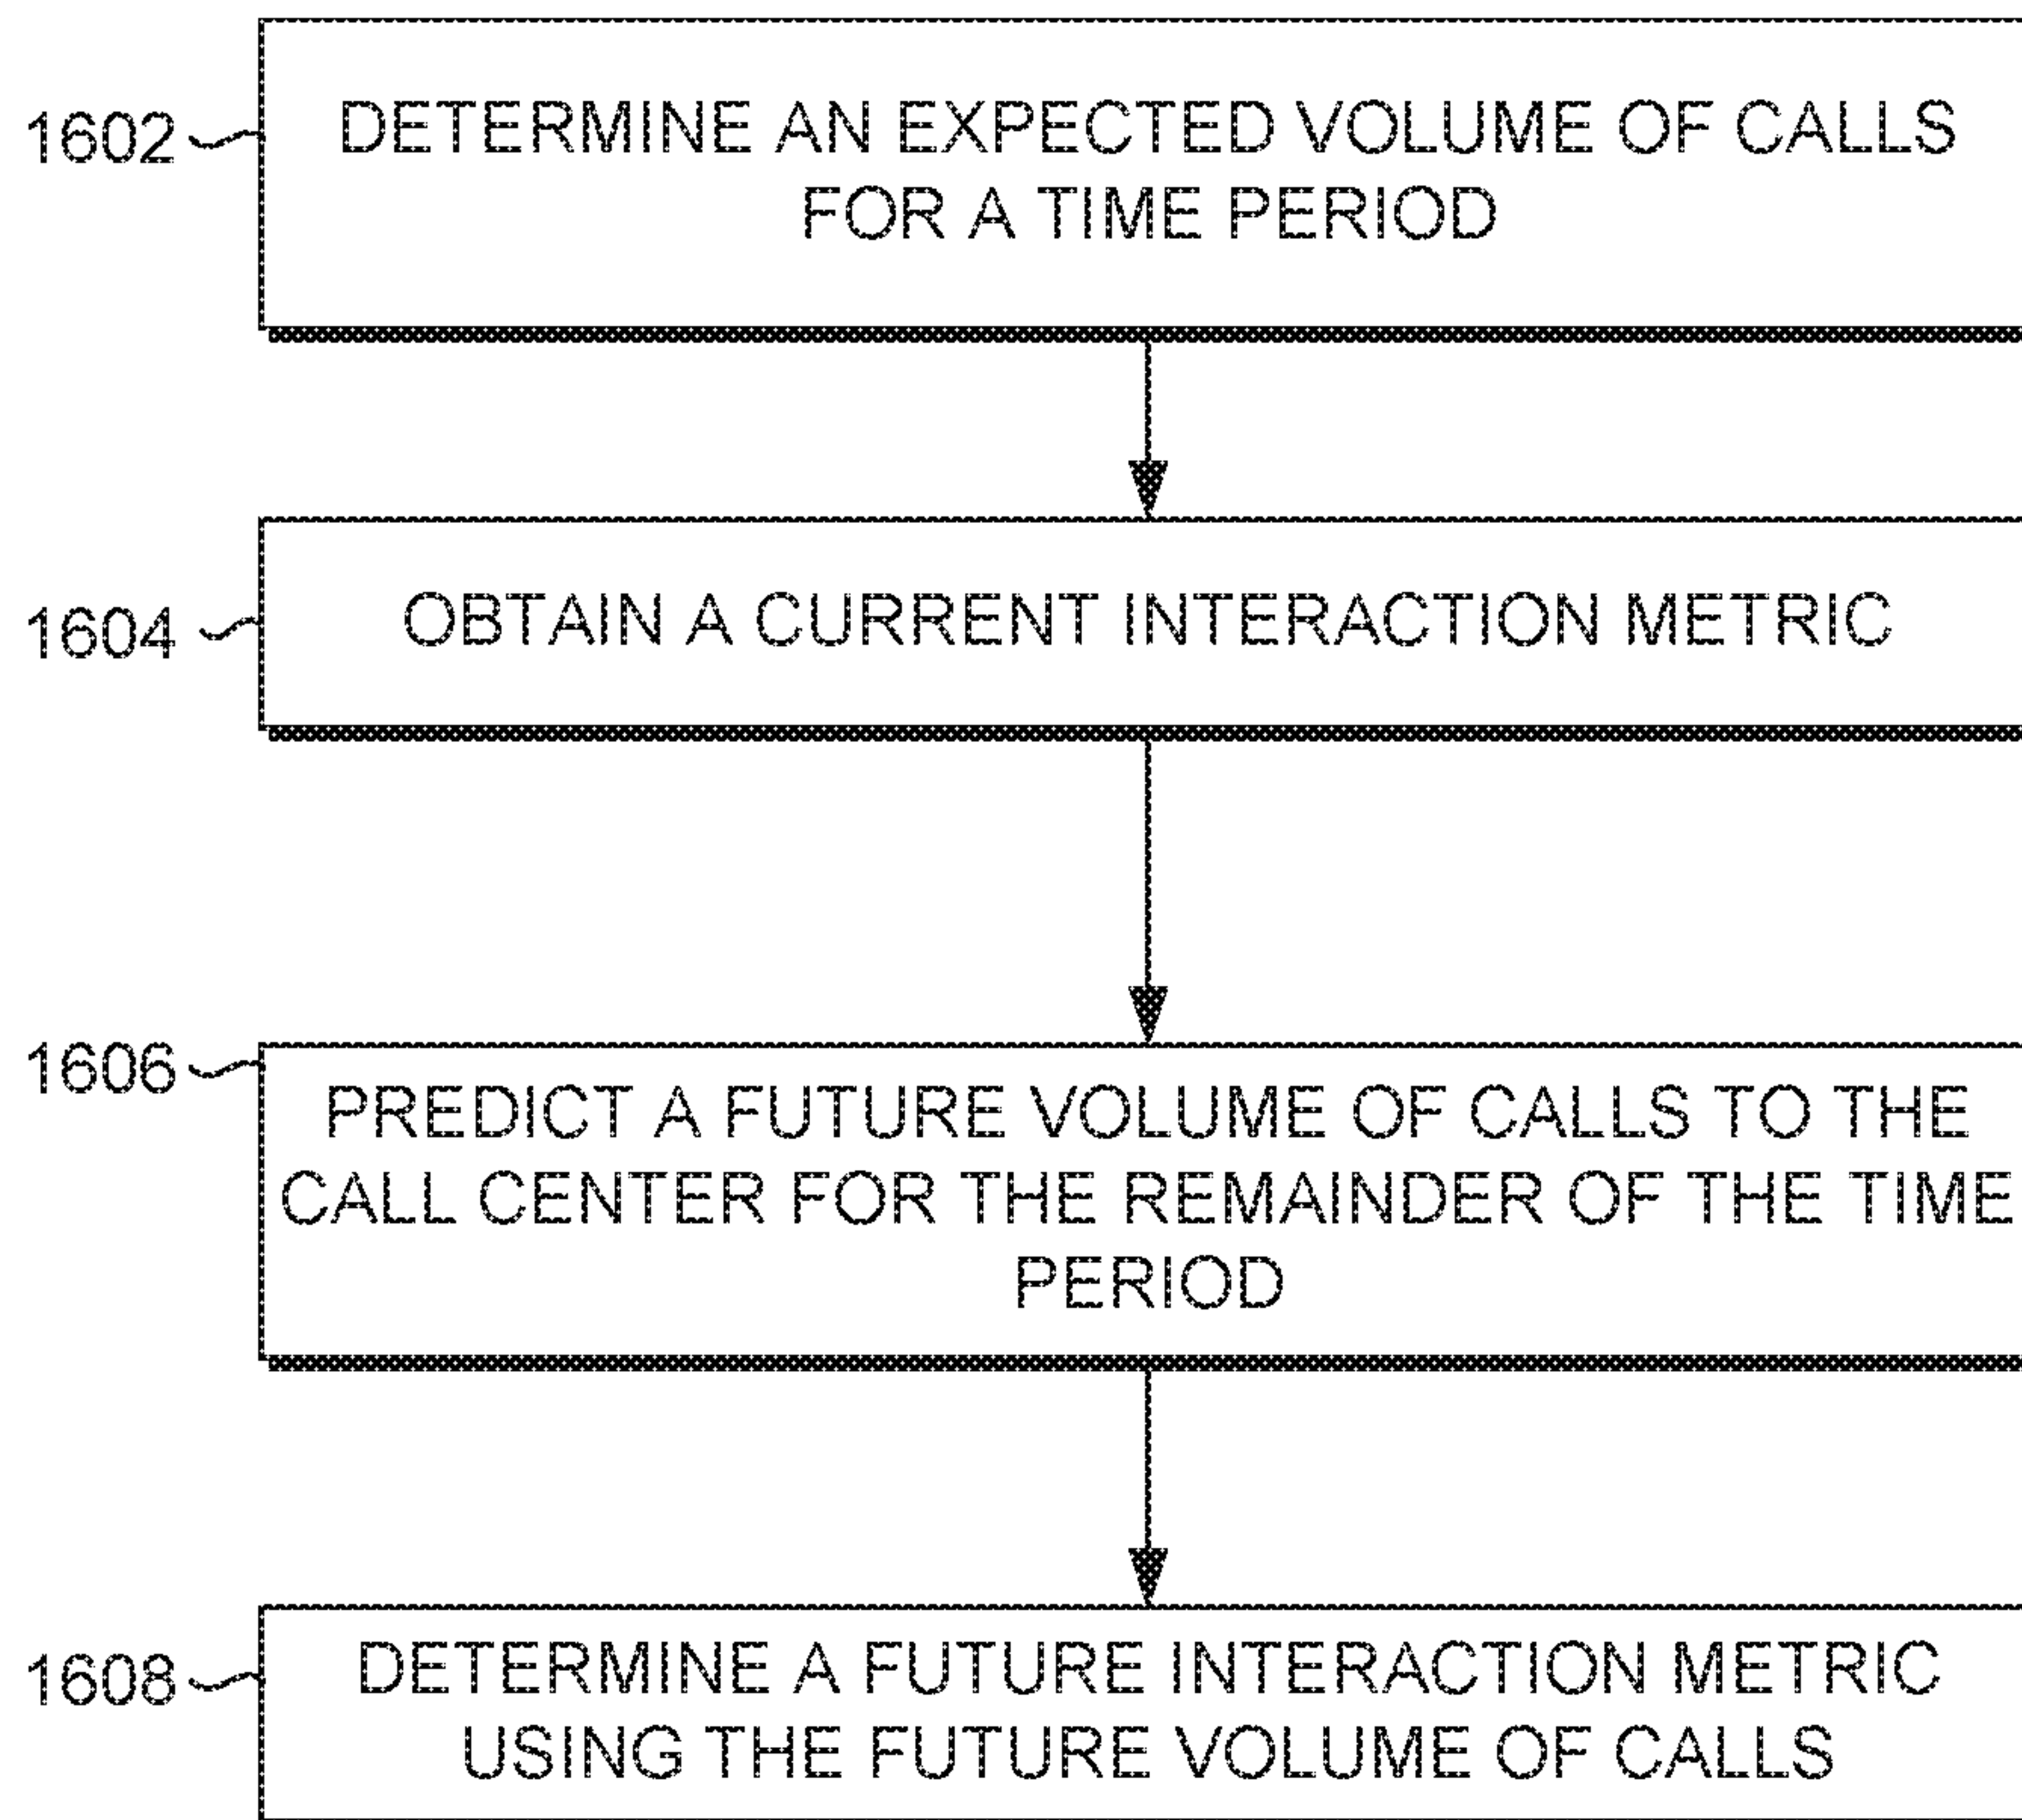 1602
DETERMINE AN EXPECTED VOLUME OF CALLS
FOR A TIME PERIOD
1604
OBTAIN A CURRENT INTERACTION METRIC
1606
PREDICT A FUTURE VOLUME OF CALLS TO THE
CALL CENTER FOR THE REMAINDER OF THE TIME
PERIOD
1608
DETERMINE A FUTURE INTERACTION METRIC
USING THE FUTURE VOLUME OF CALLS